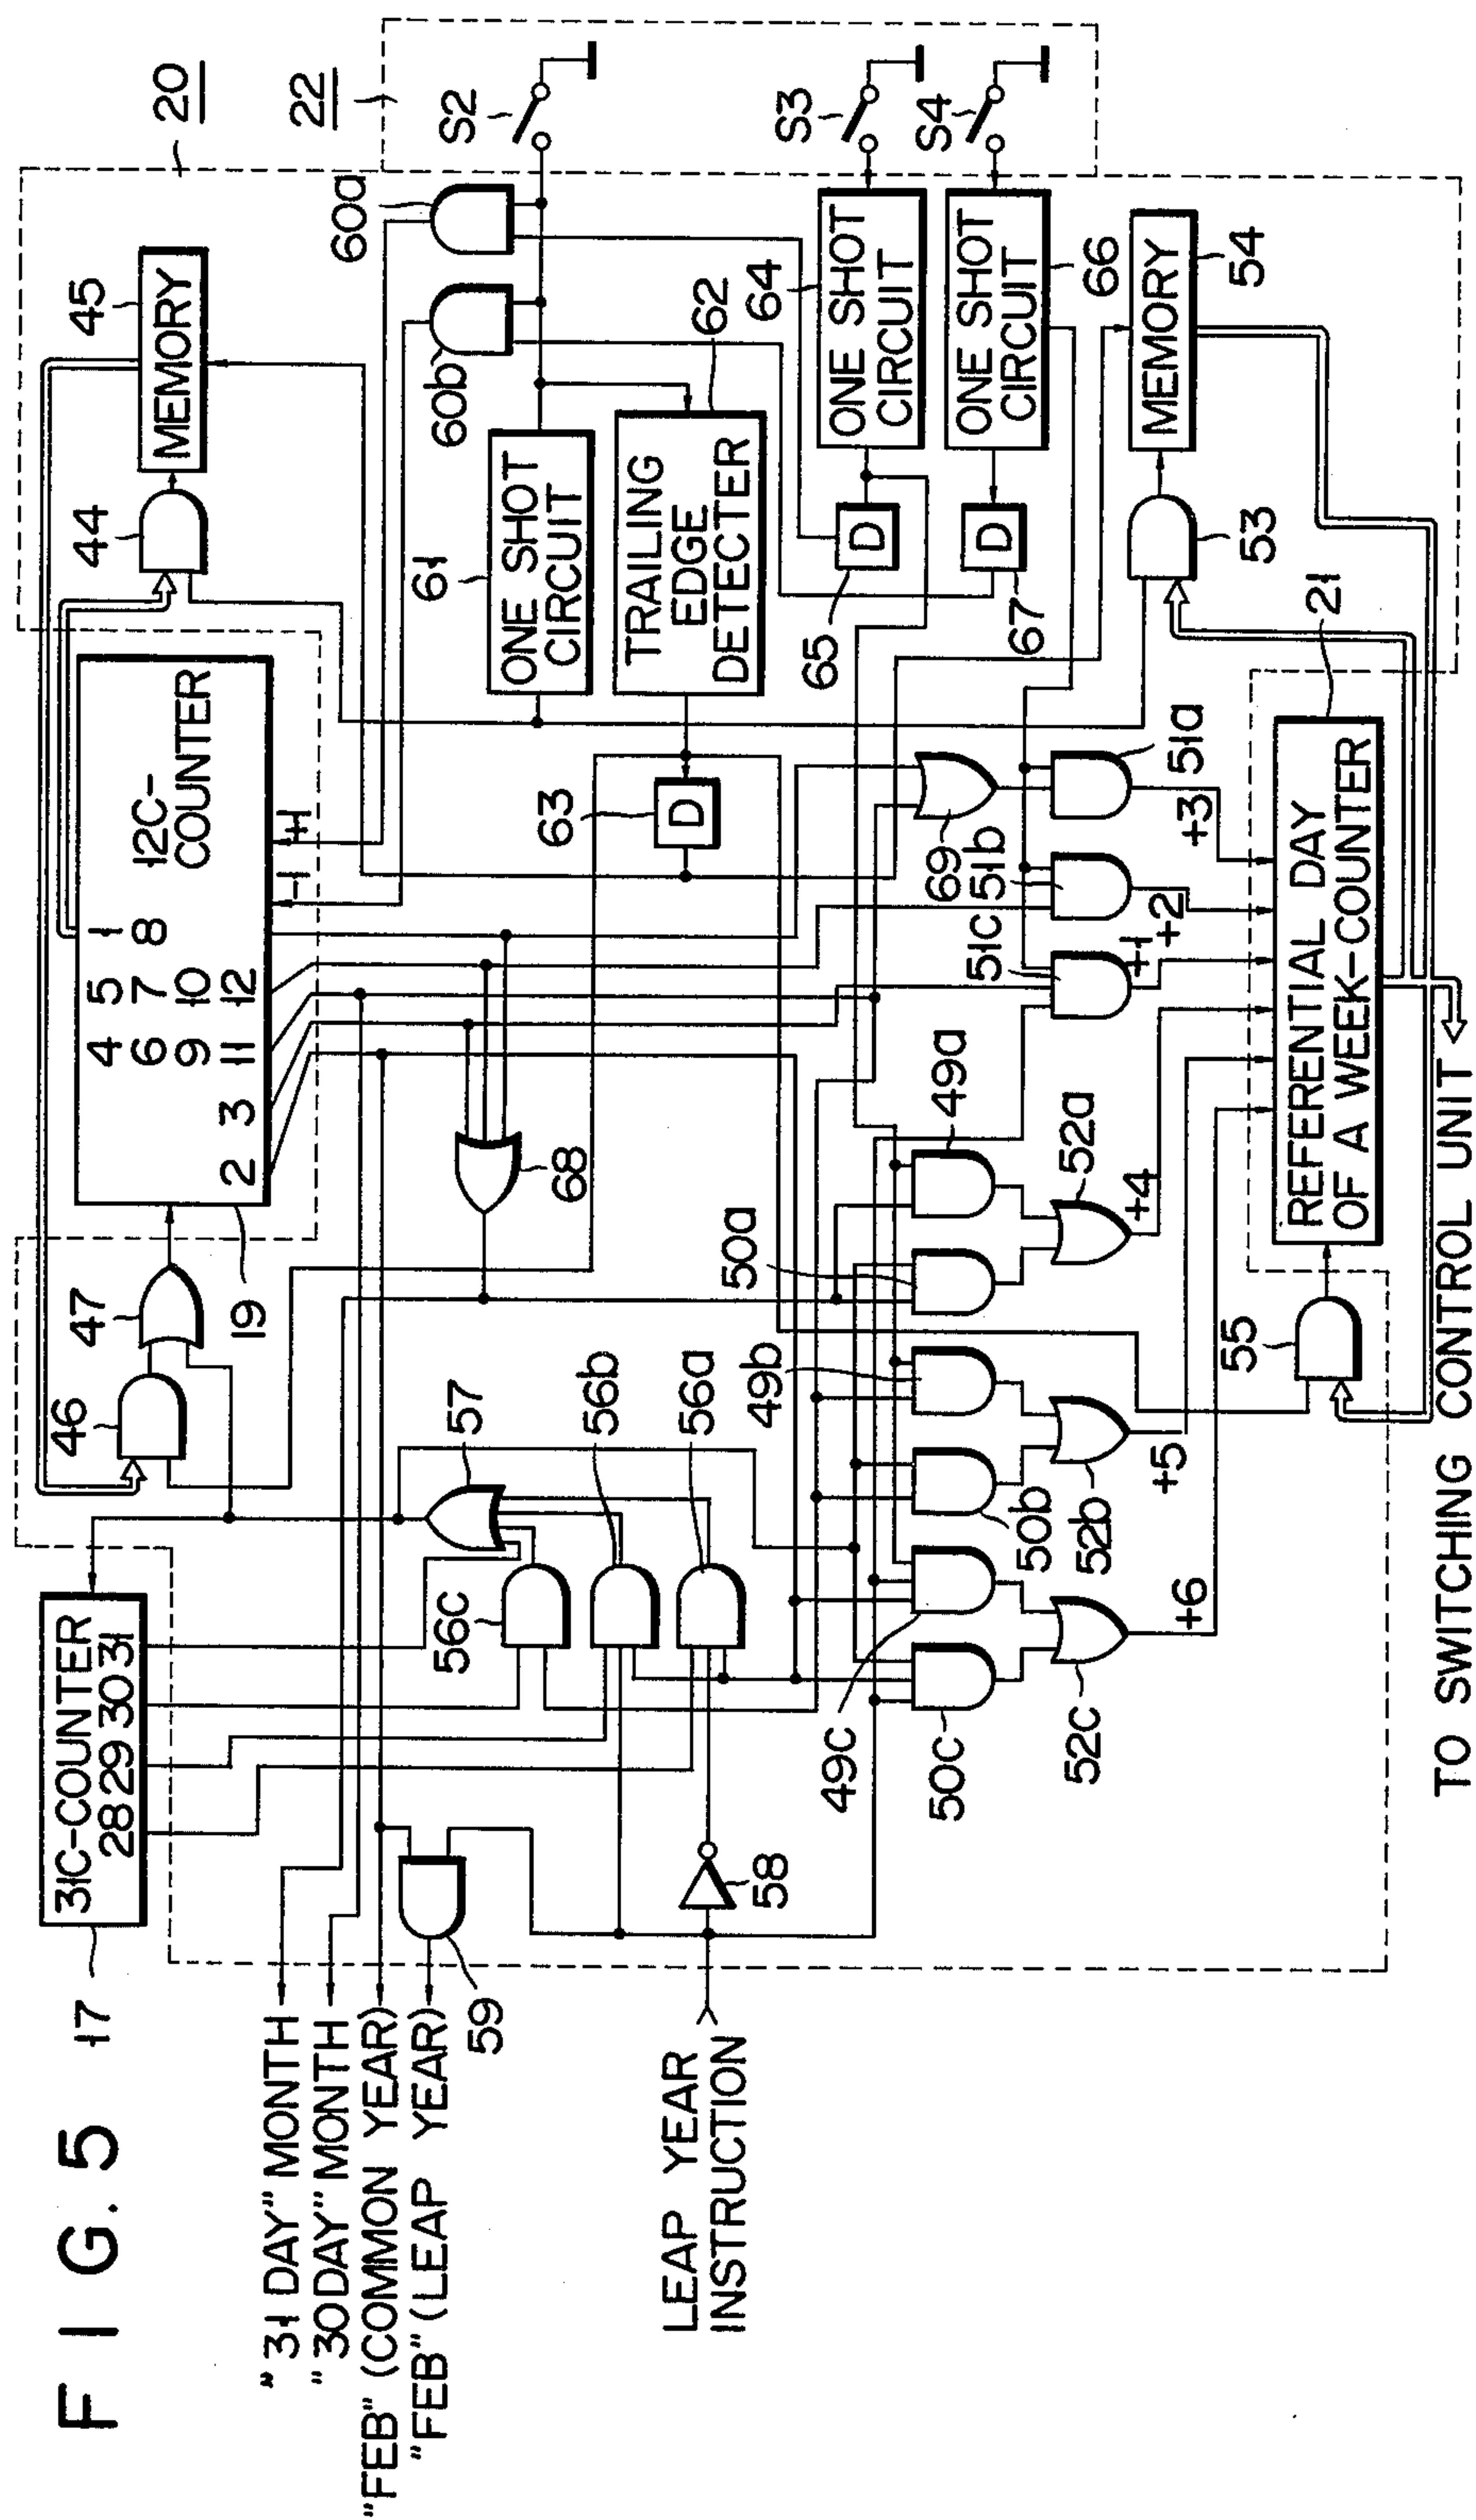 FIG. 5
17
31C-COUNTER
28 29 30 31
"31 DAY" MONTH
"30 DAY" MONTH
"FEB" (COMMON YEAR)
"FEB" (LEAP YEAR)
59
LEAP YEAR
INSTRUCTION
58
46
47
19
12C-
COUNTER
4 5 1
6 7 8
9 10
2 3 11 12
-1
+1
44
45
MEMORY
20
22
57
56c
56b
56a
68
63
D
61
ONE SHOT
CIRCUIT
TRAILING
EDGE
DETECTER
62
60b
60a
S2
S3
S4
64
ONE SHOT
CIRCUIT
65
D
ONE SHOT
CIRCUIT
66
67
D
69
49c
50c
50b
49b
50a
49a
51c
51b
51a
52c
52b
52a
+6
+5
+4
+1
+2
+3
53
MEMORY
54
55
REFERENTIAL DAY
OF A WEEK-COUNTER
21
TO SWITCHING CONTROL UNIT